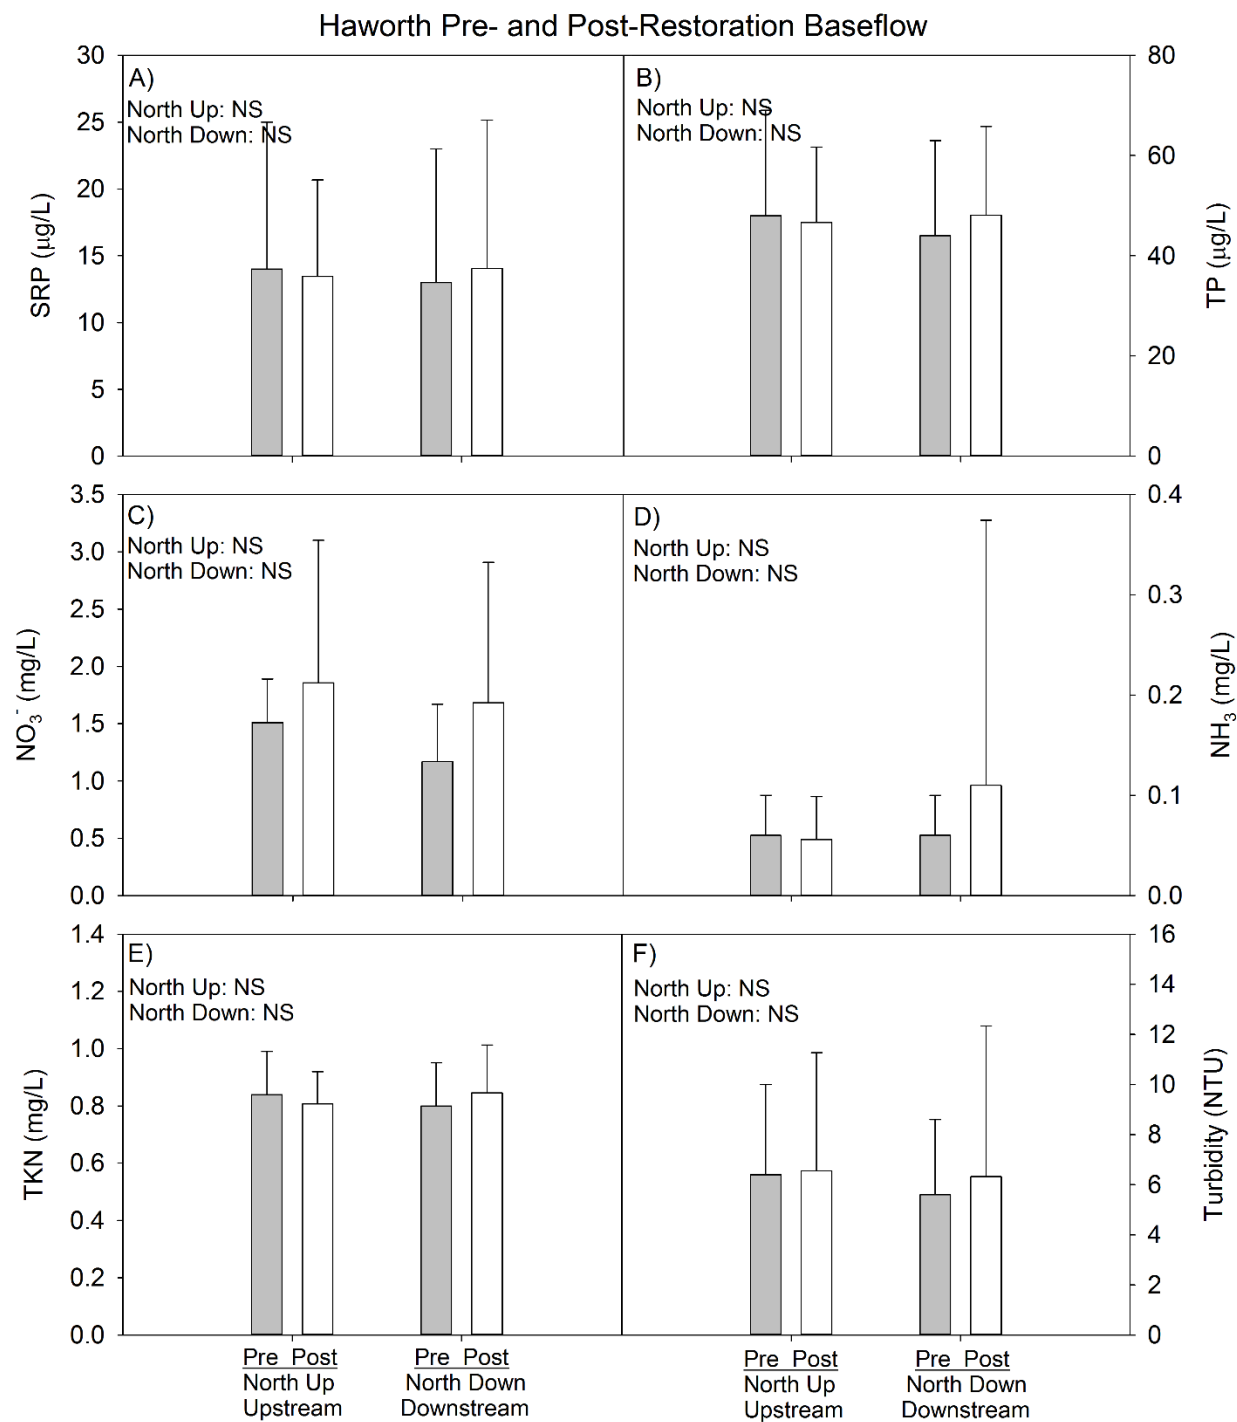 Haworth Pre- and Post-Restoration Baseflow
A)
North Up: NS
North Down: NS
30
25
20
15
10
5
0
SRP (μg/L)
B)
North Up: NS
North Down: NS
80
60
40
20
0
TP (μg/L)
C)
North Up: NS
North Down: NS
3.5
3.0
2.5
2.0
1.5
1.0
0.5
0.0
NO₃⁻ (mg/L)
D)
North Up: NS
North Down: NS
0.4
0.3
0.2
0.1
0.0
NH₃ (mg/L)
E)
North Up: NS
North Down: NS
1.4
1.2
1.0
0.8
0.6
0.4
0.2
0.0
TKN (mg/L)
F)
North Up: NS
North Down: NS
16
14
12
10
8
6
4
2
0
Turbidity (NTU)
Pre Post
North Up
Upstream
Pre Post
North Down
Downstream
Pre Post
North Up
Upstream
Pre Post
North Down
Downstream